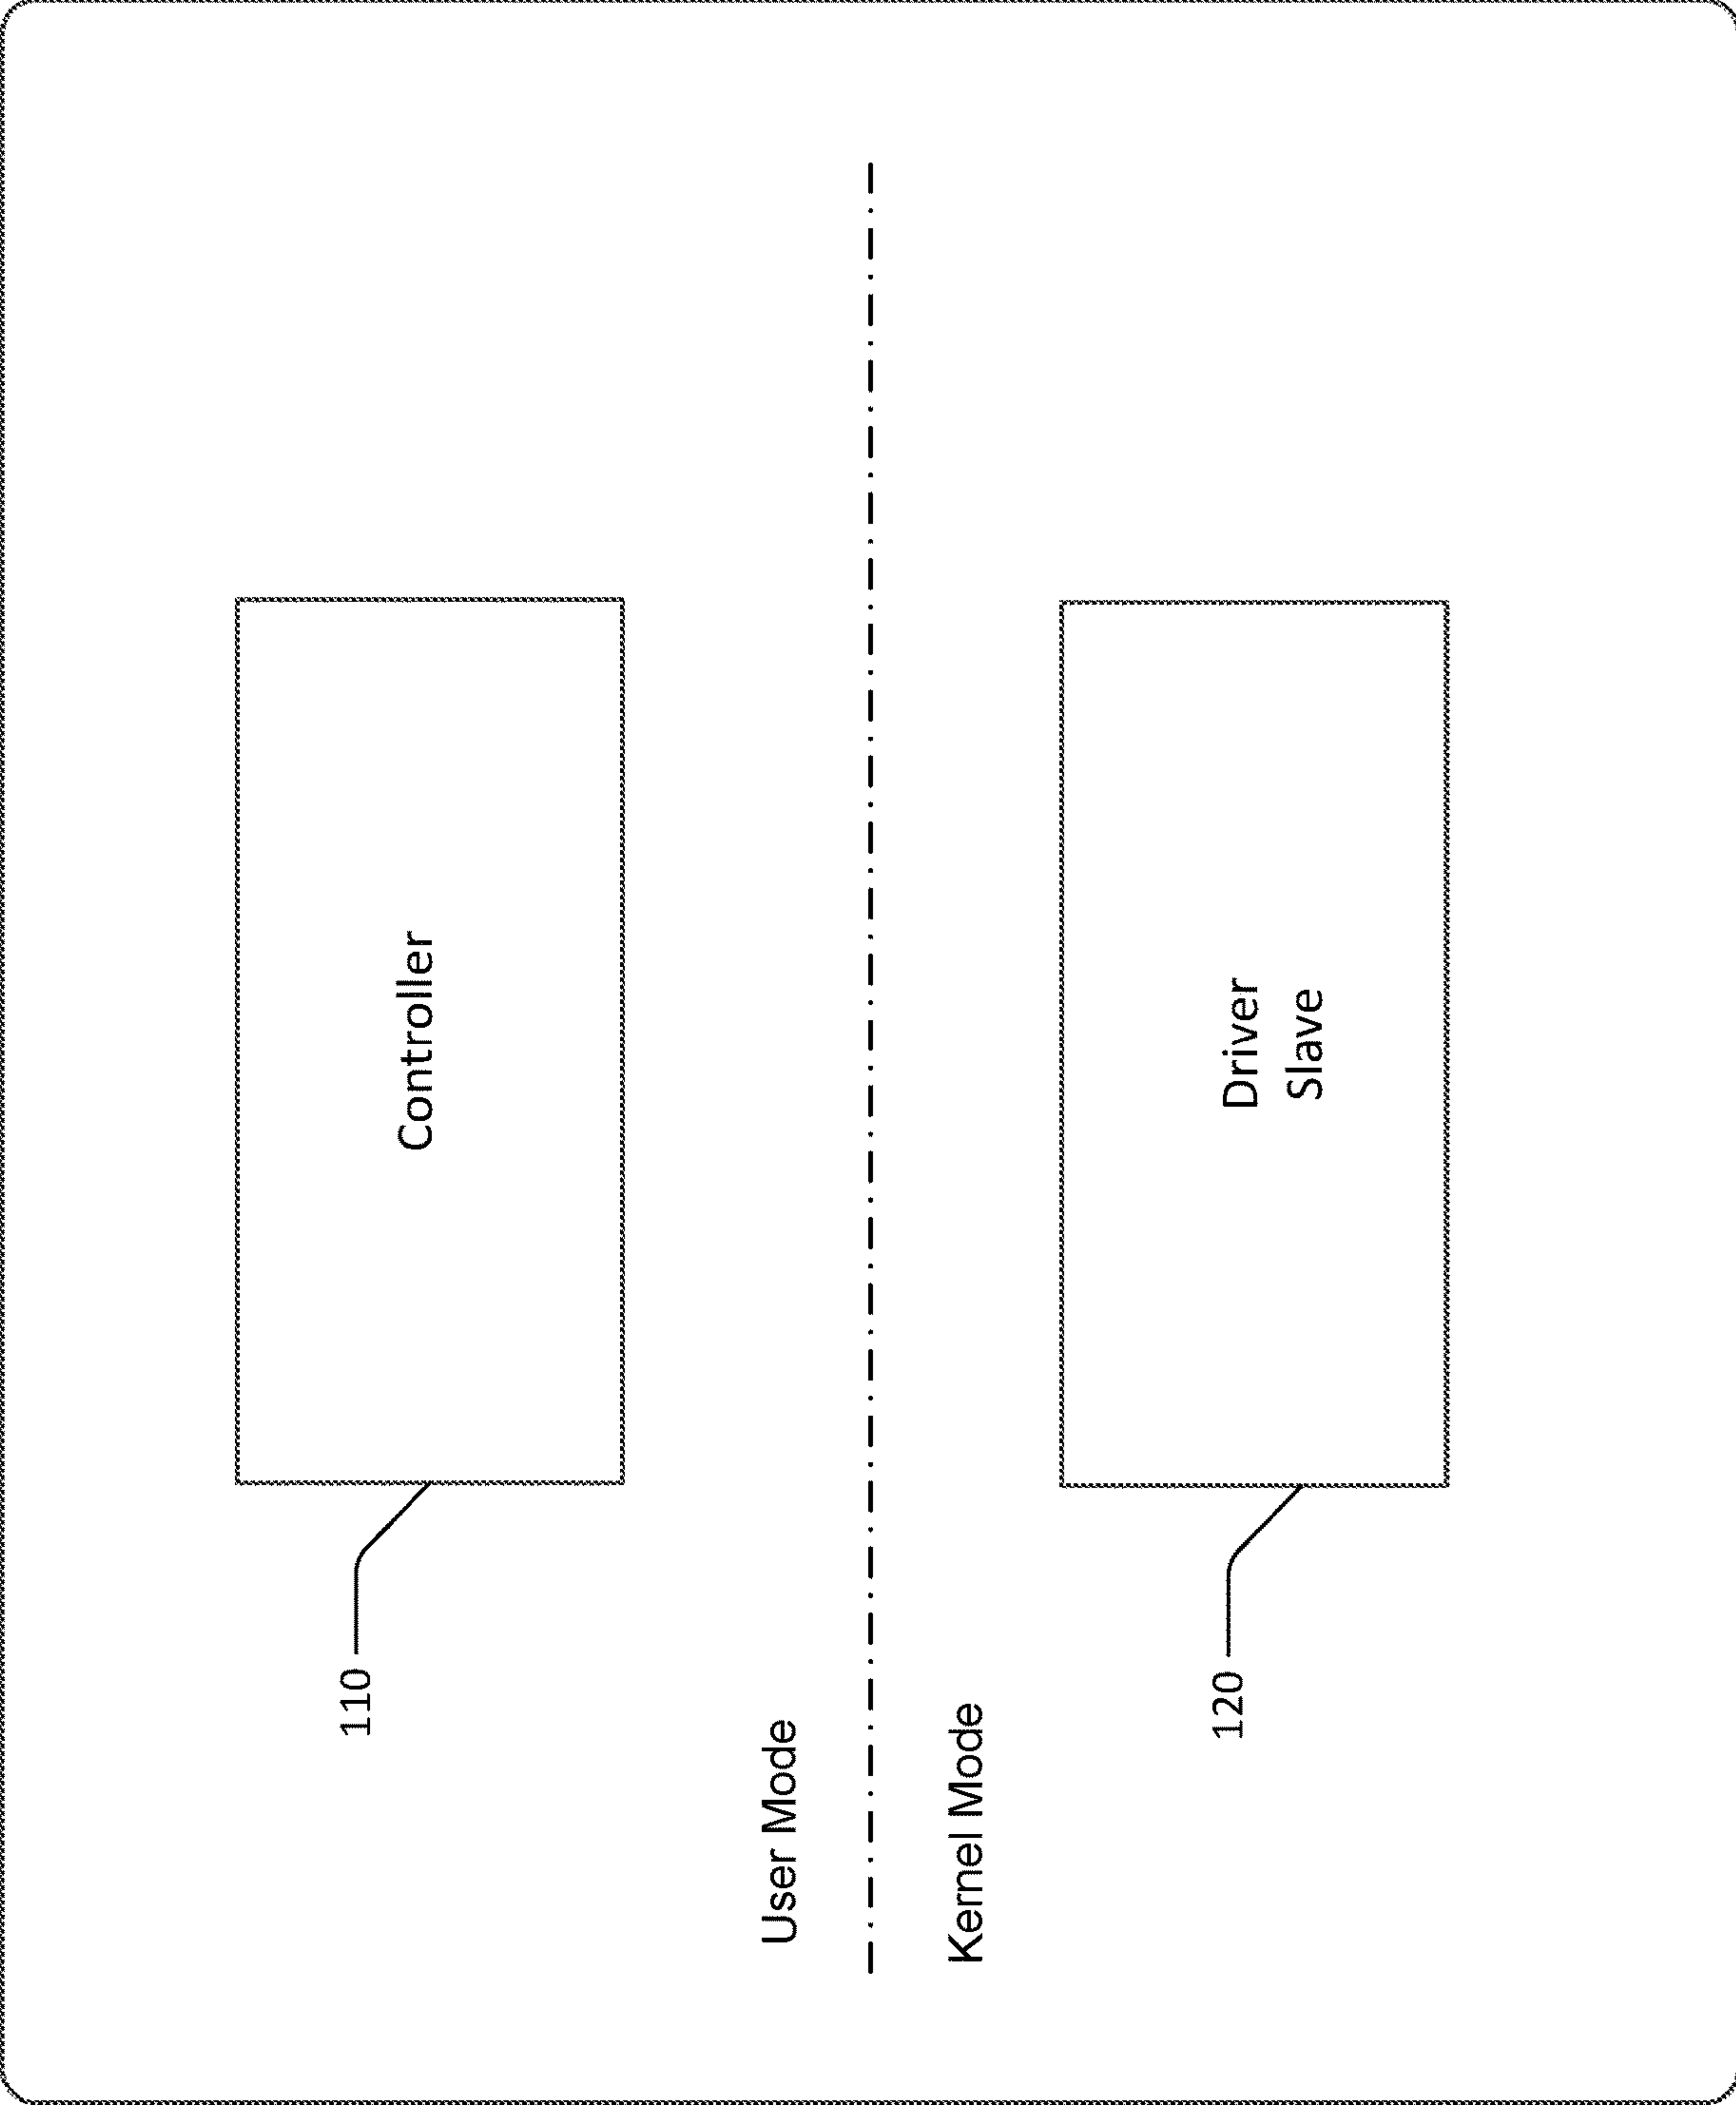 Controller
110
User Mode
Kernel Mode
Driver
Slave
120